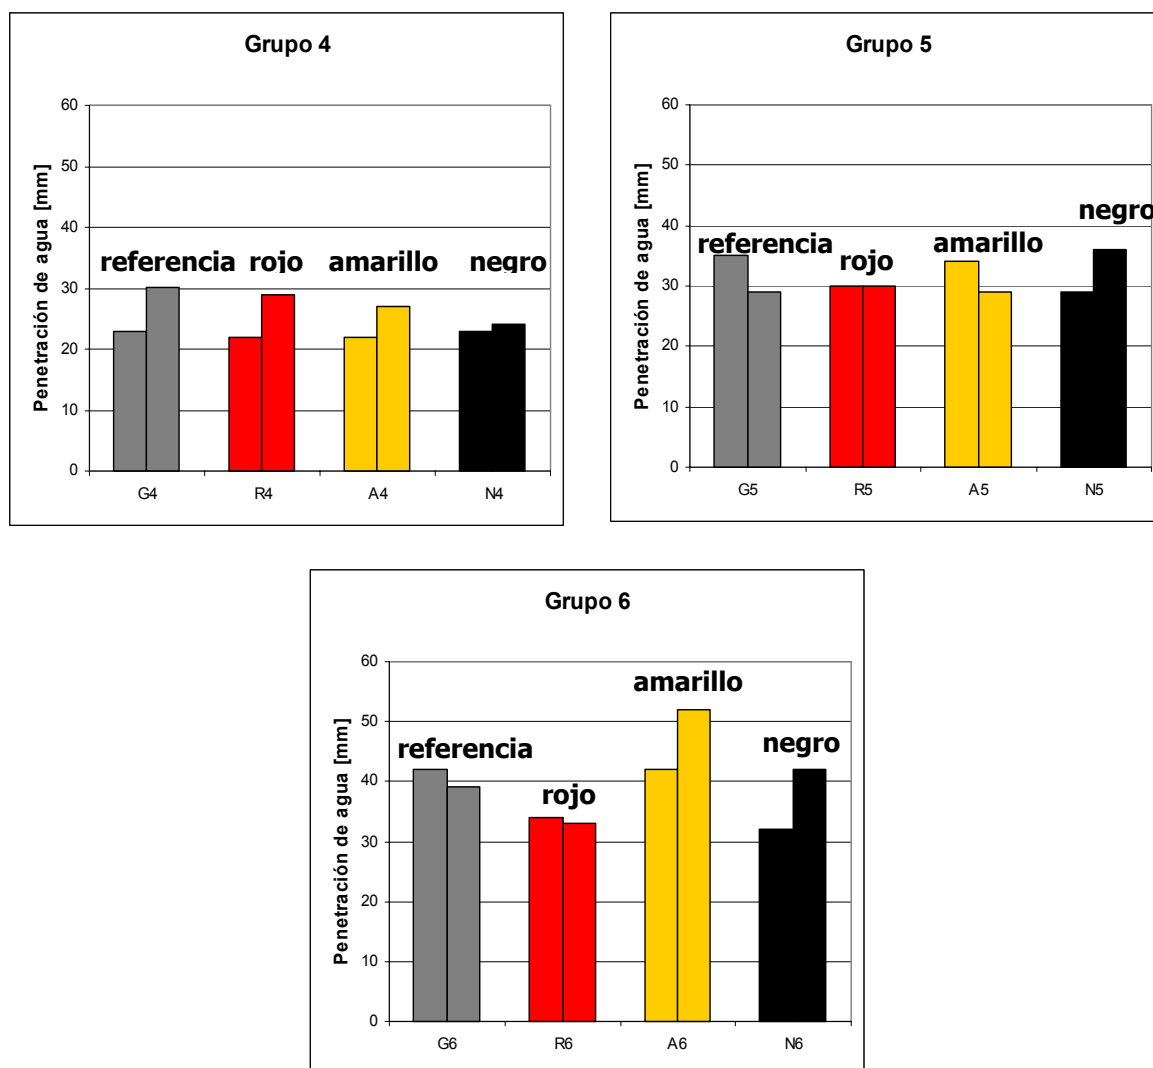 Grupo 4
Penetración de agua [mm]
60
50
40
30
20
10
0
referencia rojo amarillo negro
G4 R4 A4 N4
Grupo 5
Penetración de agua [mm]
60
50
40
30
20
10
0
negro
referencia amarillo
rojo
G5 R5 A5 N5
Grupo 6
Penetración de agua [mm]
60
50
40
30
20
10
0
amarillo
referencia negro
rojo
G6 R6 A6 N6